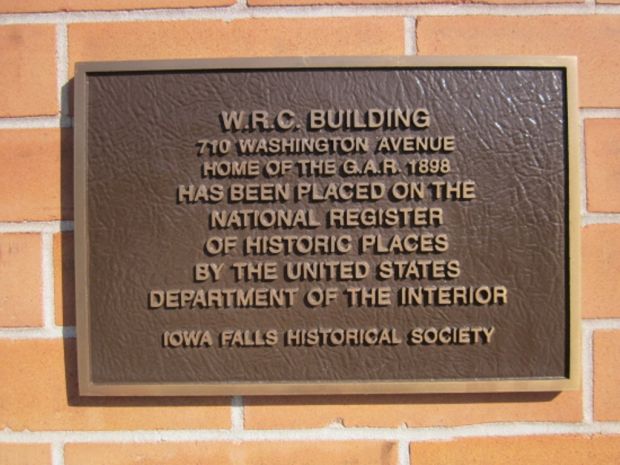 W.R.C. BUILDING
710 WASHINGTON AVENUE
HOME OF THE G.A.R. 1898
HAS BEEN PLACED ON THE
NATIONAL REGISTER
OF HISTORIC PLACES
BY THE UNITED STATES
DEPARTMENT OF THE INTERIOR
IOWA FALLS HISTORICAL SOCIETY